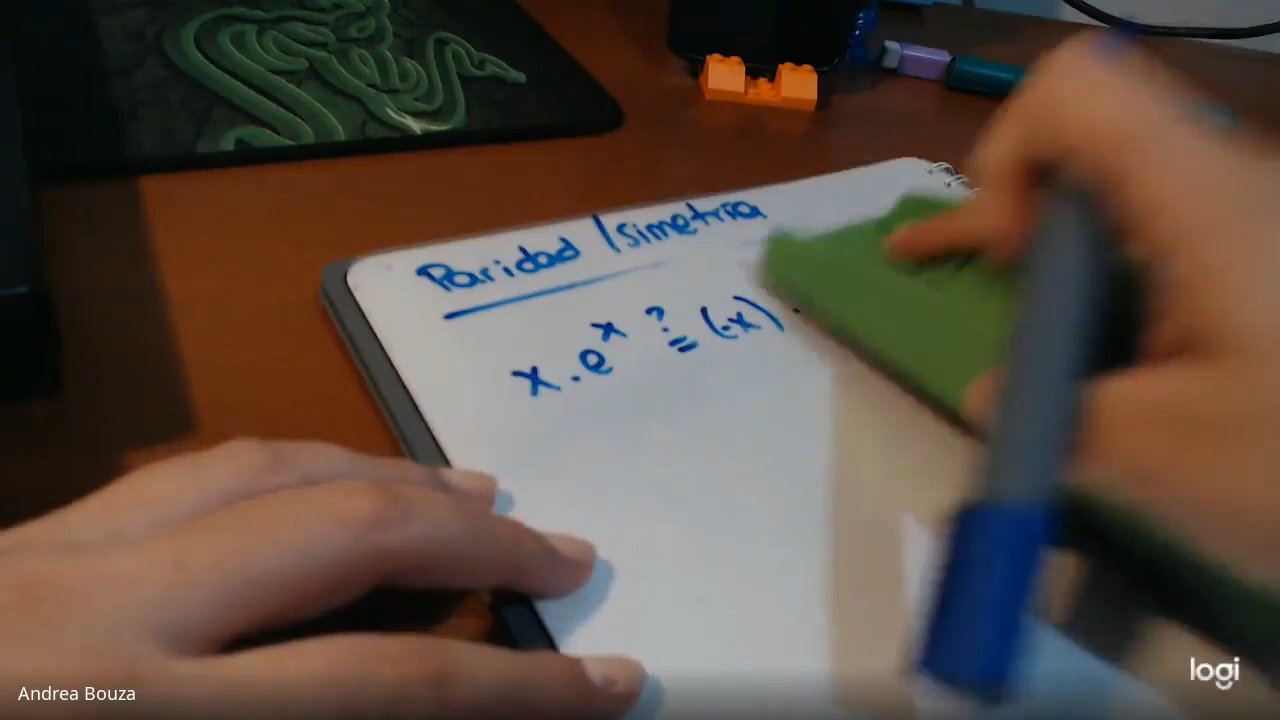 Paridad / simetría
x . e^x ?= (-x) .
Andrea Bouza
logi